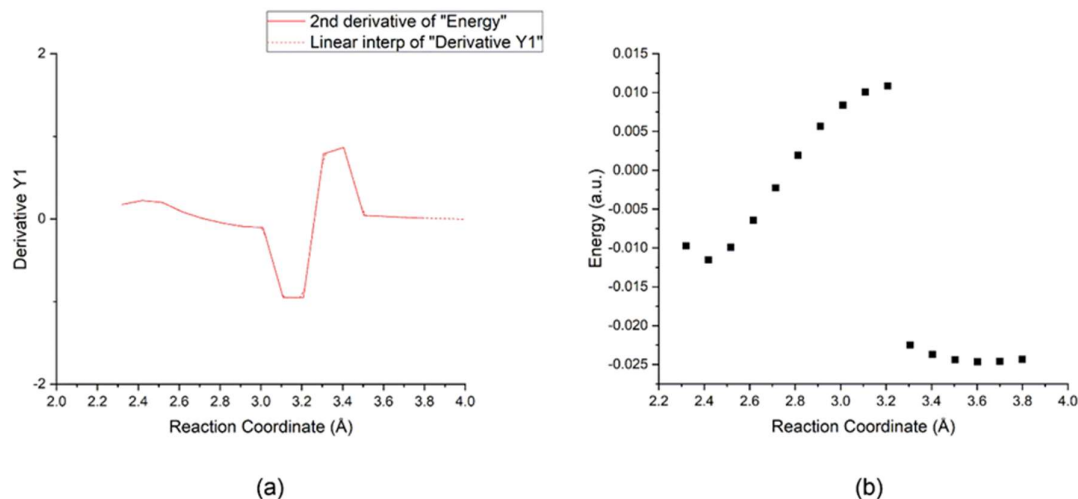 2nd derivative of "Energy"
Linear interp of "Derivative Y1"
2
0
-2
Derivative Y1
2.0 2.2 2.4 2.6 2.8 3.0 3.2 3.4 3.6 3.8 4.0
Reaction Coordinate (Å)
(a)
0.015
0.010
0.005
0.000
-0.005
-0.010
-0.015
-0.020
-0.025
Energy (a.u.)
2.2 2.4 2.6 2.8 3.0 3.2 3.4 3.6 3.8 4.0
Reaction Coordinate (Å)
(b)